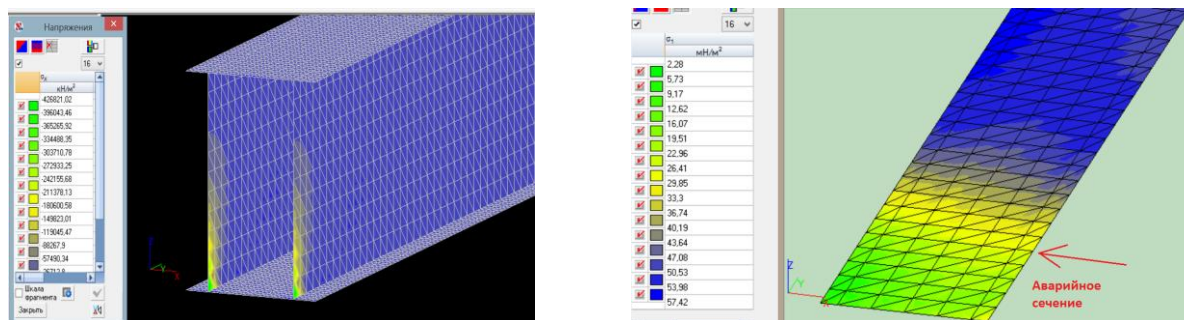 Напряжения
16
σz
кН/м²
-426821,02
-396043,46
-365265,92
-334488,35
-303710,78
-272933,25
-242155,68
-211378,13
-180600,58
-149823,01
-119045,47
-88267,9
-57490,34
Шкала
фрагмента
Закрыть
Z
Y
X
16
σ1
мН/м²
2,28
5,73
9,17
12,62
16,07
19,51
22,96
26,41
29,85
33,3
36,74
40,19
43,64
47,08
50,53
53,98
57,42
Z
Y
Аварийное
сечение